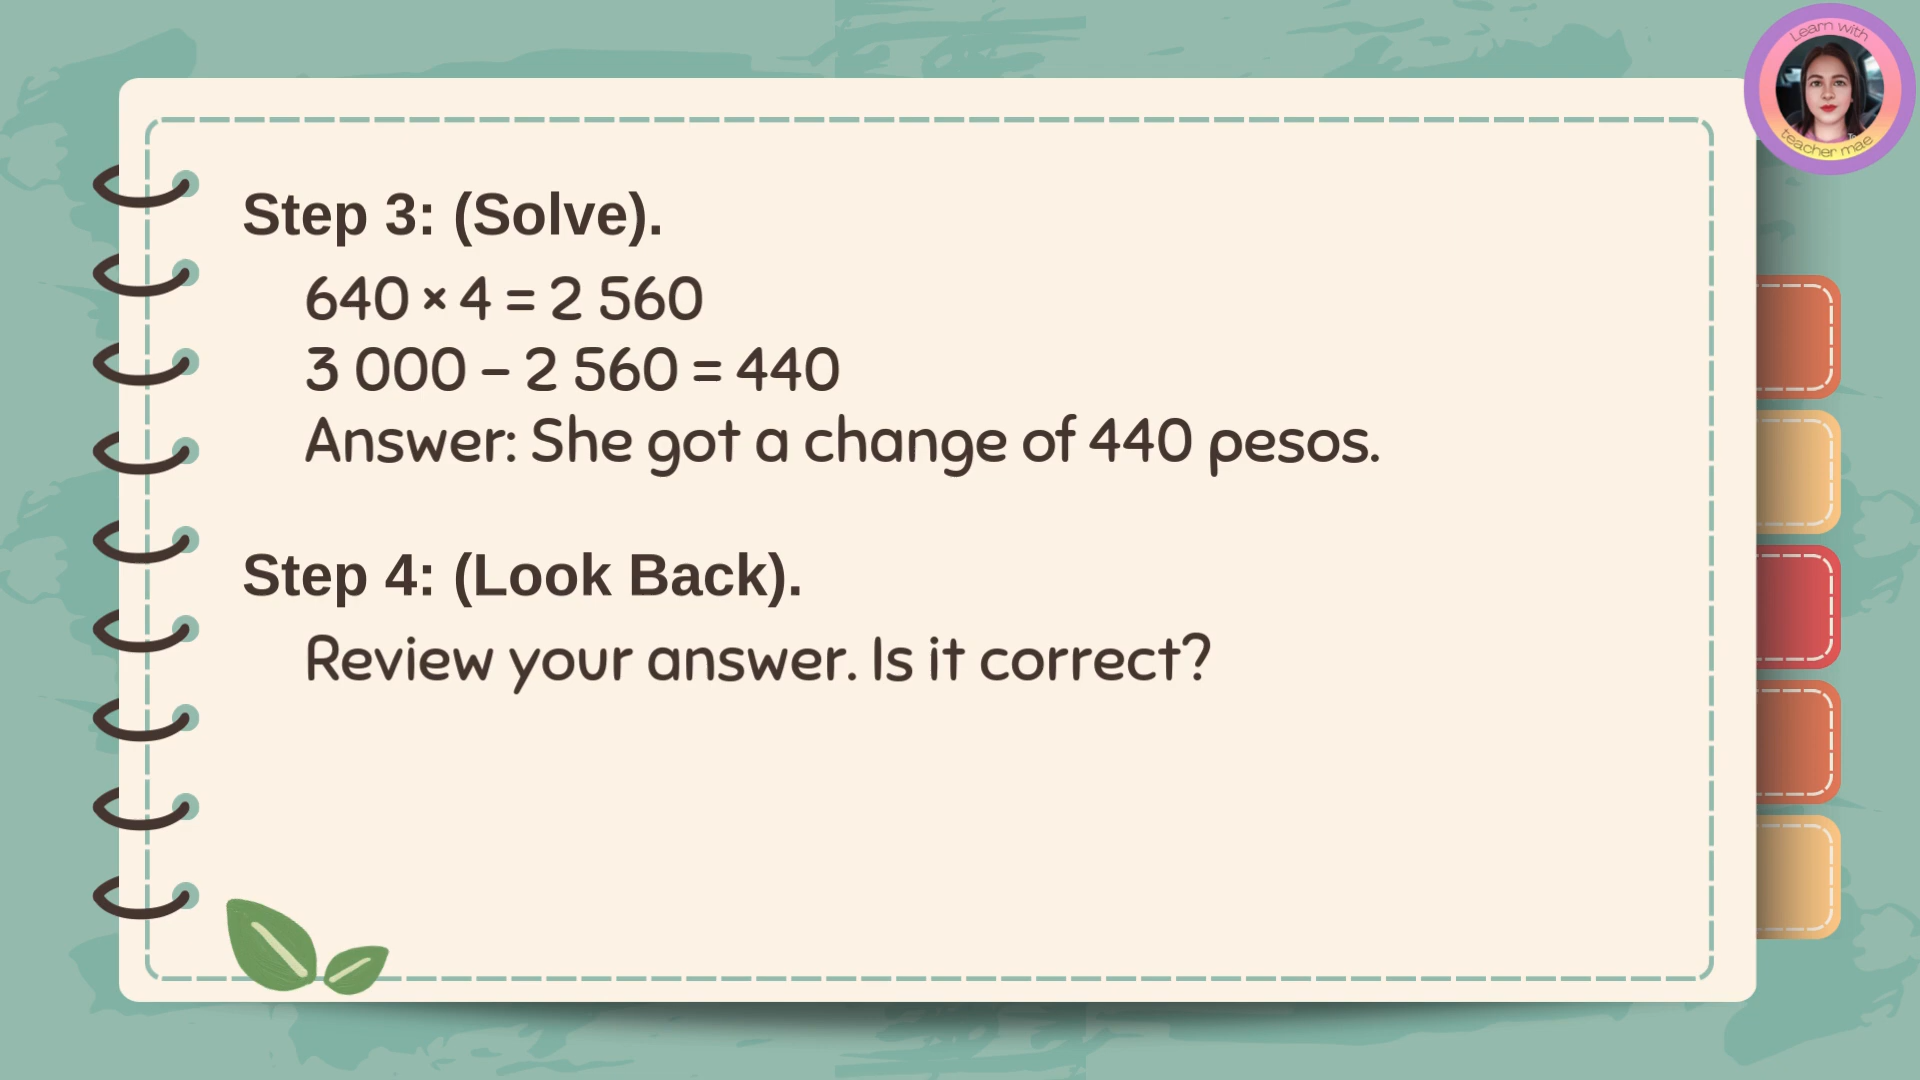 Learn with
teacher mae
Step 3: (Solve).
640 × 4 = 2 560
3 000 – 2 560 = 440
Answer: She got a change of 440 pesos.
Step 4: (Look Back).
Review your answer. Is it correct?